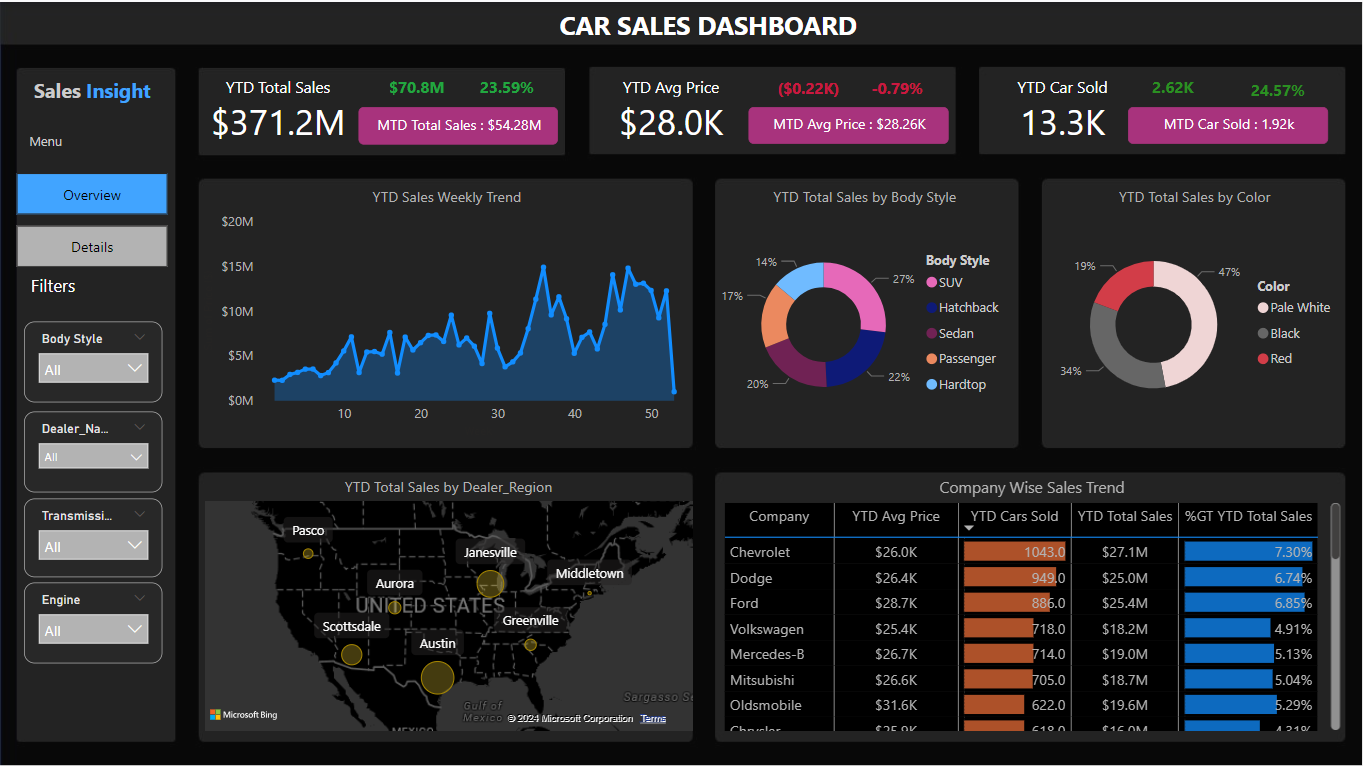 CAR SALES DASHBOARD
Sales Insight
Menu
Overview
Details
Filters
Body Style
All
Dealer_Na...
All
Transmissi...
All
Engine
All
YTD Total Sales
$70.8M
23.59%
$371.2M
MTD Total Sales : $54.28M
YTD Avg Price
($0.22K)
-0.79%
$28.0K
MTD Avg Price : $28.26K
YTD Car Sold
2.62K
24.57%
13.3K
MTD Car Sold : 1.92k
YTD Sales Weekly Trend
$20M
$15M
$10M
$5M
$0M
10 20 30 40 50
YTD Total Sales by Body Style
14%
27%
17%
20%
22%
Body Style
SUV
Hatchback
Sedan
Passenger
Hardtop
YTD Total Sales by Color
19%
47%
34%
Color
Pale White
Black
Red
YTD Total Sales by Dealer_Region
Pasco
Janesville
Aurora
Middletown
UNITED STATES
Scottsdale
Greenville
Austin
Sargasso Se
Gulf of
Mexico
Microsoft Bing
© 2024 Microsoft Corporation Terms
MEXICO
Company Wise Sales Trend
Company YTD Avg Price YTD Cars Sold YTD Total Sales %GT YTD Total Sales
Chevrolet $26.0K 1043.0 $27.1M 7.30%
Dodge $26.4K 949.0 $25.0M 6.74%
Ford $28.7K 886.0 $25.4M 6.85%
Volkswagen $25.4K 718.0 $18.2M 4.91%
Mercedes-B $26.7K 714.0 $19.0M 5.13%
Mitsubishi $26.6K 705.0 $18.7M 5.04%
Oldsmobile $31.6K 622.0 $19.6M 5.29%
Chrysler $25.9K 618.0 $16.0M 4.31%